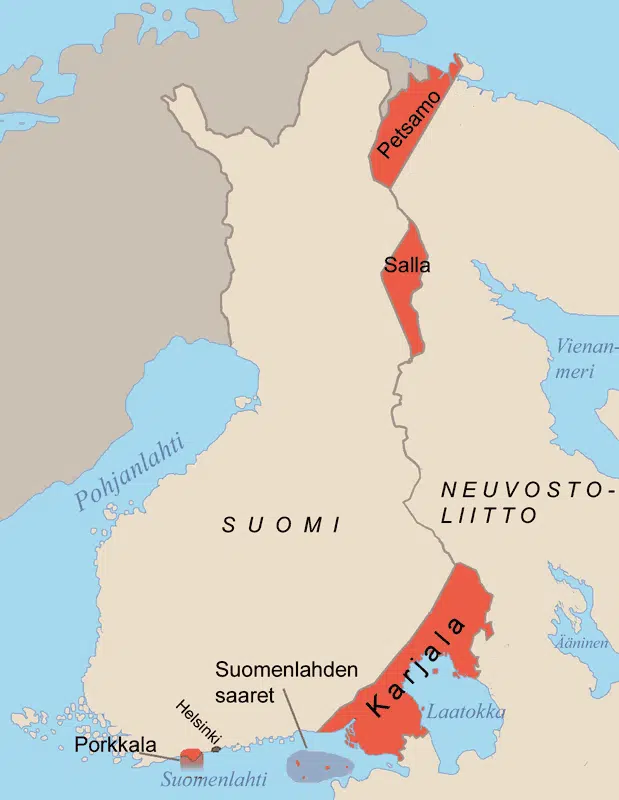 Petsamo
Salla
Vienan-
meri
Pohjanlahti
NEUVOSTO-
LIITTO
SUOMI
Ääninen
Karjala
Suomenlahden
saaret
Laatokka
Helsinki
Porkkala
Suomenlahti